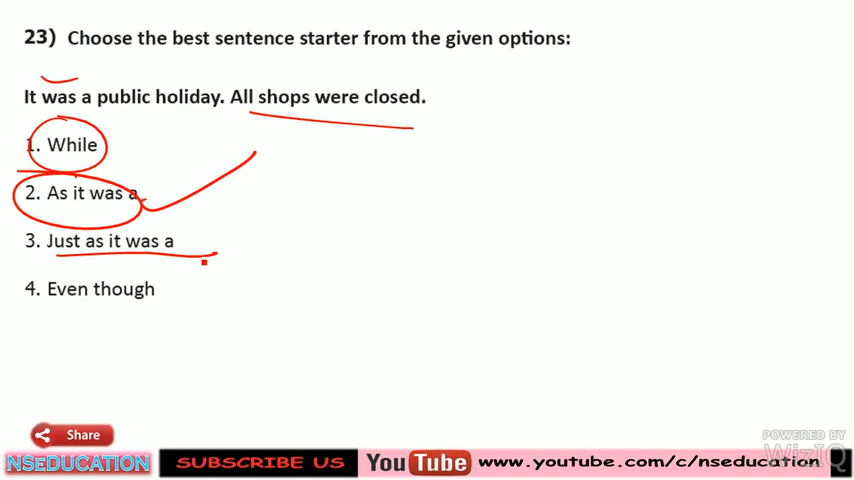 23) Choose the best sentence starter from the given options:
It was a public holiday. All shops were closed.
1. While
2. As it was a
3. Just as it was a
4. Even though
Share
POWERED BY
WizIQ
NSEDUCATION SUBSCRIBE US YouTube www.youtube.com/c/nseducation